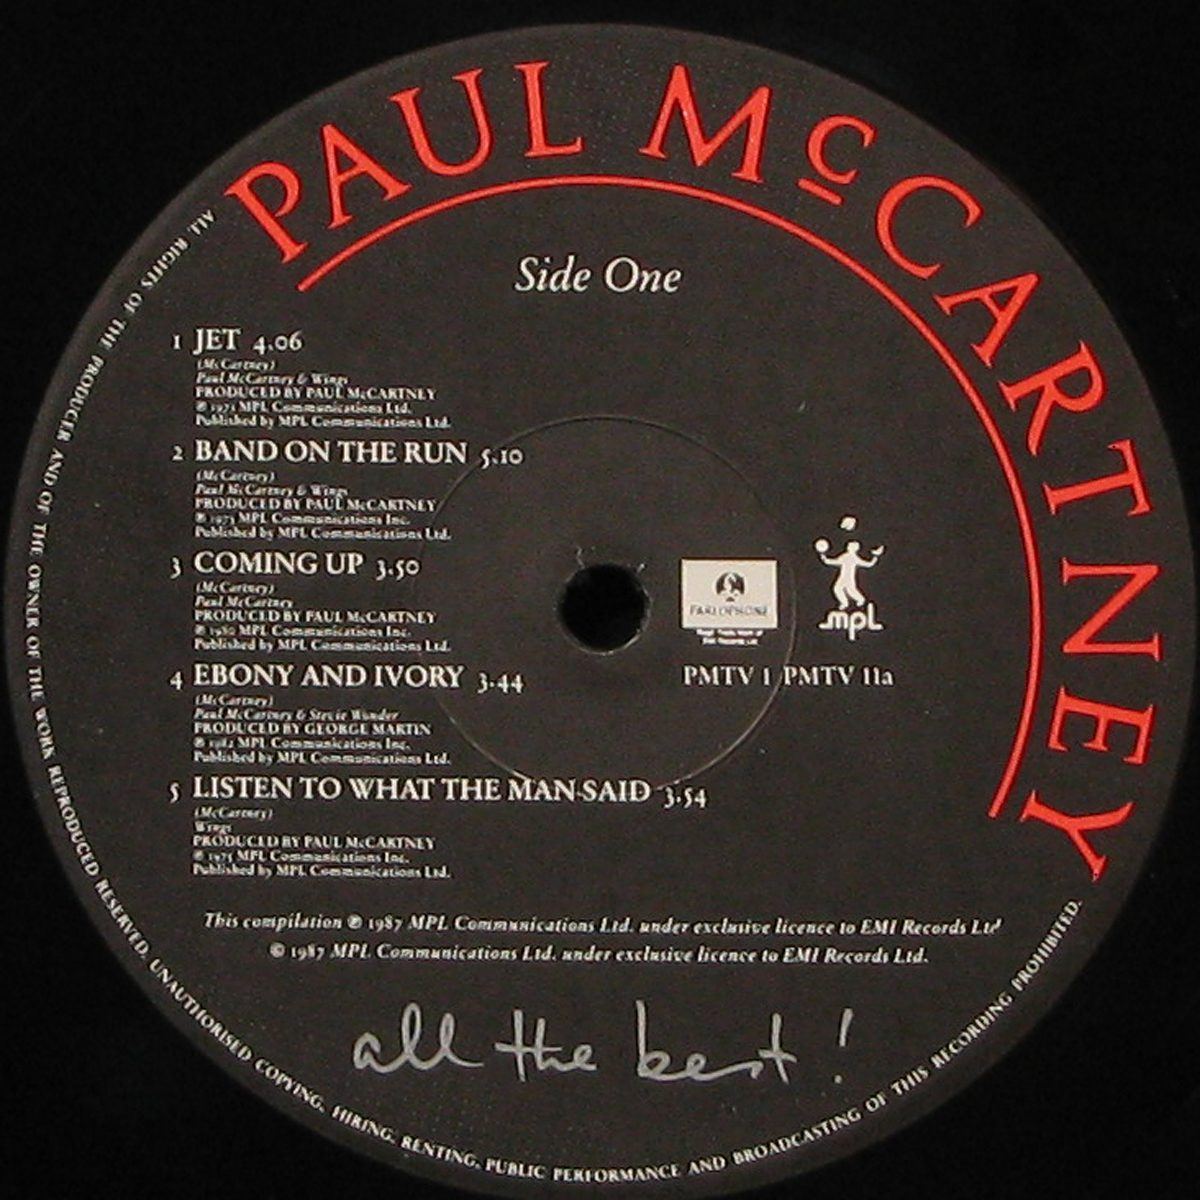 PAUL McCARTNEY
Side One
1 JET 4.06
(McCartney)
Paul McCartney & Wings
PRODUCED BY PAUL McCARTNEY
MPL Communications Ltd.
Published by MPL Communications Ltd.
2 BAND ON THE RUN 5.10
(McCartney)
Paul McCartney & Wings
PRODUCED BY PAUL McCARTNEY
℗ 1973 MPL Communications Inc.
Published by MPL Communications Ltd.
3 COMING UP 3.50
(McCartney)
Paul McCartney
PRODUCED BY PAUL McCARTNEY
℗ 1980 MPL Communications Inc.
Published by MPL Communications Ltd.
4 EBONY AND IVORY 3.44
(McCartney)
Paul McCartney & Stevie Wonder
PRODUCED BY GEORGE MARTIN
℗ 1982 MPL Communications Inc.
Published by MPL Communications Ltd.
5 LISTEN TO WHAT THE MAN SAID 3.54
(McCartney)
Wings
PRODUCED BY PAUL McCARTNEY
℗ 1975 MPL Communications Inc.
Published by MPL Communications Ltd.
PARLOPHONE
mpl
PMTV 1 PMTV 11a
This compilation ℗ 1987 MPL Communications Ltd. under exclusive licence to EMI Records Ltd
© 1987 MPL Communications Ltd. under exclusive licence to EMI Records Ltd.
all the best!
ALL RIGHTS OF THE PRODUCER AND OF THE OWNER OF THE WORK REPRODUCED RESERVED. UNAUTHORISED COPYING, HIRING, RENTING, PUBLIC PERFORMANCE AND BROADCASTING OF THIS RECORDING PROHIBITED.